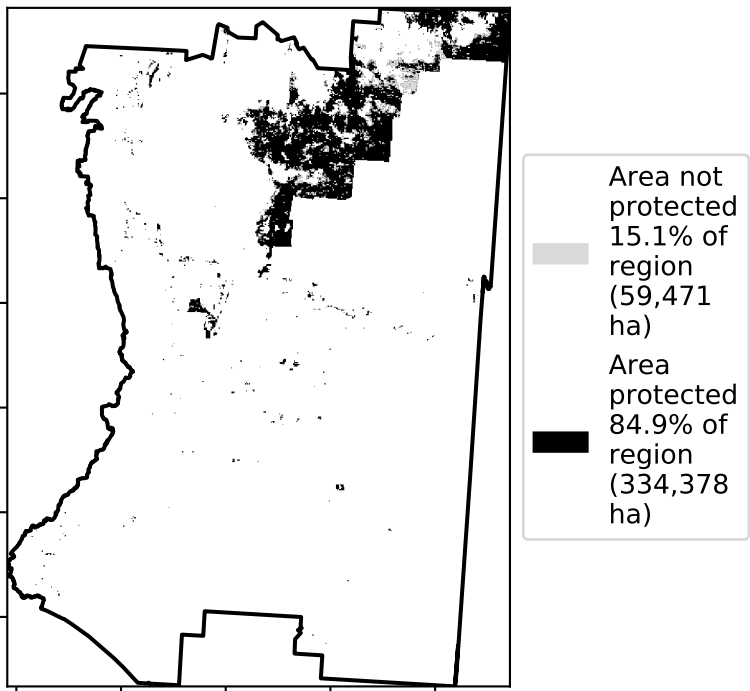 Area not
protected
15.1% of
region
(59,471
ha)
Area
protected
84.9% of
region
(334,378
ha)